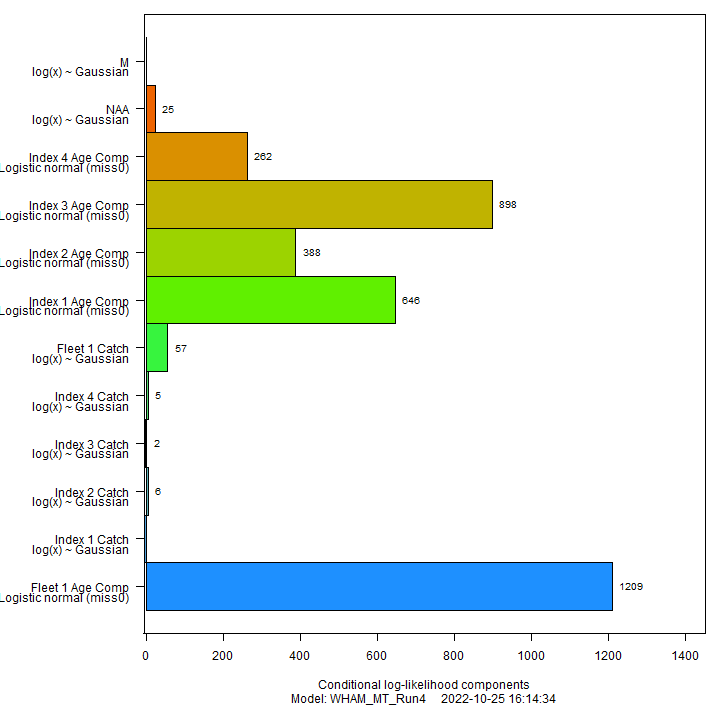 M
log(x) ~ Gaussian
NAA
log(x) ~ Gaussian
25
Index 4 Age Comp
Logistic normal (miss0)
262
Index 3 Age Comp
Logistic normal (miss0)
898
Index 2 Age Comp
Logistic normal (miss0)
388
Index 1 Age Comp
Logistic normal (miss0)
646
Fleet 1 Catch
log(x) ~ Gaussian
57
Index 4 Catch
log(x) ~ Gaussian
5
Index 3 Catch
log(x) ~ Gaussian
2
Index 2 Catch
log(x) ~ Gaussian
6
Index 1 Catch
log(x) ~ Gaussian
Fleet 1 Age Comp
Logistic normal (miss0)
1209
0 200 400 600 800 1000 1200 1400
Conditional log-likelihood components
Model: WHAM_MT_Run4 2022-10-25 16:14:34